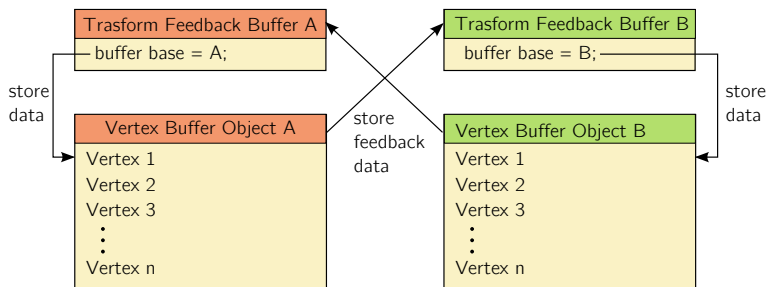 Trasform Feedback Buffer A
buffer base = A;
Trasform Feedback Buffer B
buffer base = B;
store
data
store
feedback
data
store
data
Vertex Buffer Object A
Vertex 1
Vertex 2
Vertex 3
Vertex n
Vertex Buffer Object B
Vertex 1
Vertex 2
Vertex 3
Vertex n